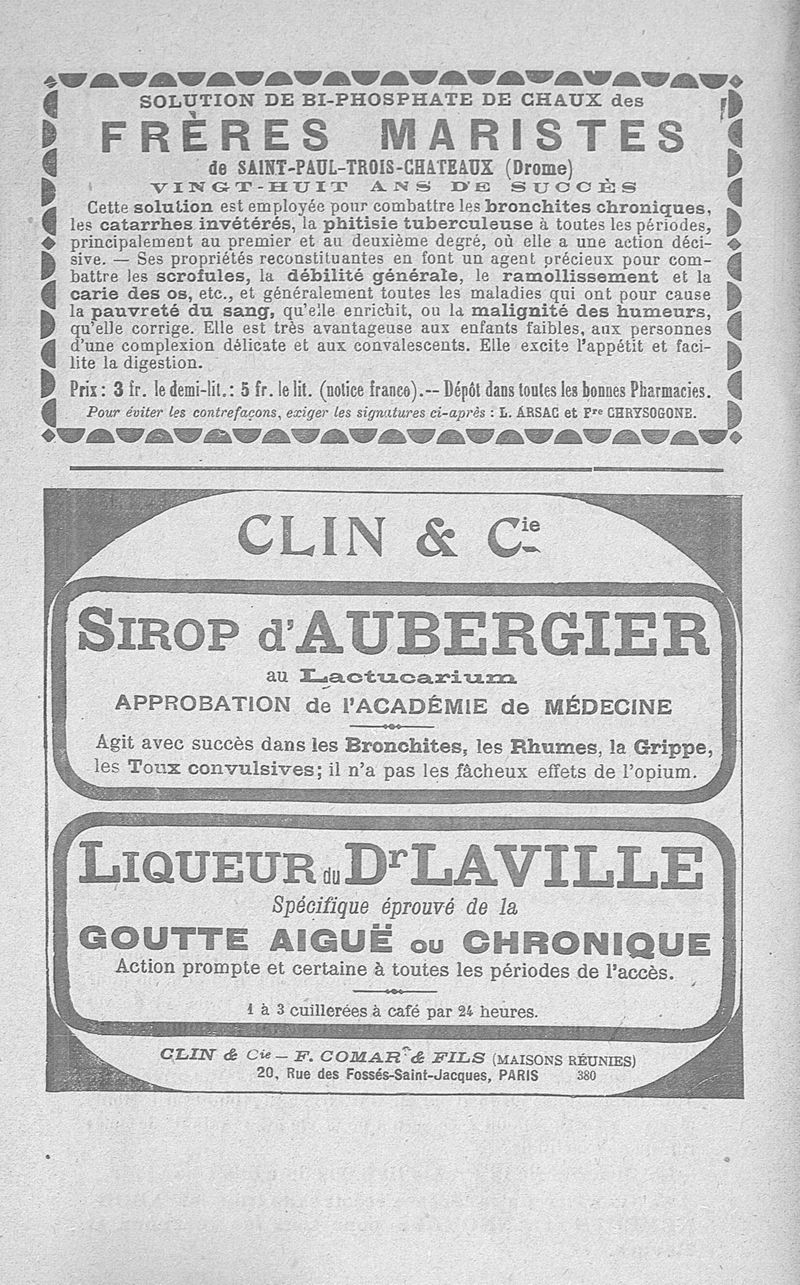 SOLUTION DE BI-PHOSPHATE DE CHAUX des
FRÈRES MARISTES
de SAINT-PAUL-TROIS-CHATEAUX (Drome)
VINGT-HUIT ANS DE SUCCÈS
Cette solution est employée pour combattre les bronchites chroniques,
les catarrhes invétérés, la phitisie tuberculeuse à toutes les périodes,
principalement au premier et au deuxième degré, où elle a une action déci-
sive. — Ses propriétés reconstituantes en font un agent précieux pour com-
battre les scrofules, la débilité générale, le ramollissement et la
carie des os, etc., et généralement toutes les maladies qui ont pour cause
la pauvreté du sang, qu'elle enrichit, ou la malignité des humeurs,
qu'elle corrige. Elle est très avantageuse aux enfants faibles, aux personnes
d'une complexion délicate et aux convalescents. Elle excite l'appétit et faci-
lite la digestion.
Prix : 3 fr. le demi-lit. : 5 fr. le lit. (notice franco). -- Dépôt dans toutes les bonnes Pharmacies.
Pour éviter les contrefaçons, exiger les signatures ci-après : L. ARSAC et Fre CHRYSOGONE.
CLIN & Cie
SIROP d'AUBERGIER
au Lactucarium
APPROBATION de l'ACADÉMIE de MÉDECINE
Agit avec succès dans les Bronchites, les Rhumes, la Grippe,
les Toux convulsives; il n'a pas les fâcheux effets de l'opium.
LIQUEUR du Dr LAVILLE
Spécifique éprouvé de la
GOUTTE AIGUË ou CHRONIQUE
Action prompte et certaine à toutes les périodes de l'accès.
1 à 3 cuillerées à café par 24 heures.
CLIN & Cie — F. COMAR & FILS (MAISONS RÉUNIES)
20, Rue des Fossés-Saint-Jacques, PARIS 380